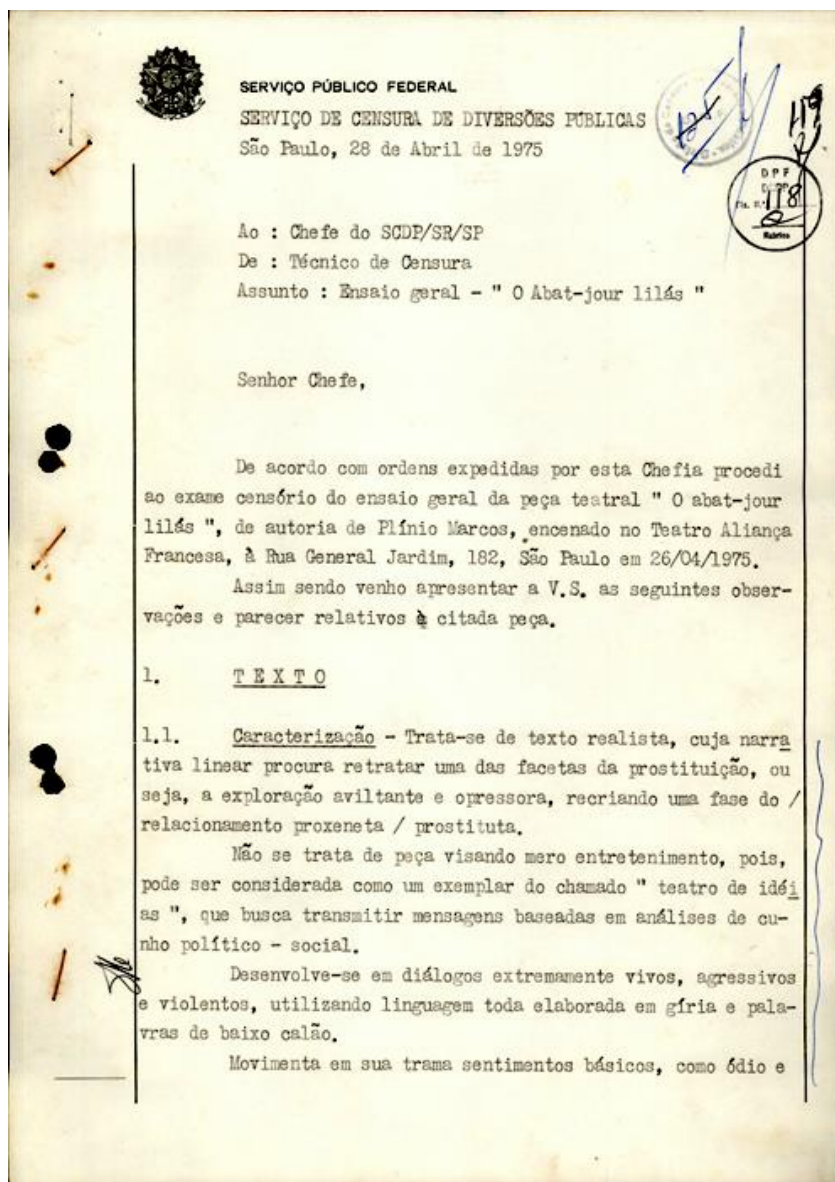 SERVIÇO PÚBLICO FEDERAL
SERVIÇO DE CENSURA DE DIVERSÕES PÚBLICAS
São Paulo, 28 de Abril de 1975
119
DPF
118
Rubrica
Ao : Chefe do SCDP/SR/SP
De : Técnico de Censura
Assunto : Ensaio geral - " O Abat-jour lilás "
Senhor Chefe,
De acordo com ordens expedidas por esta Chefia procedi
ao exame censório do ensaio geral da peça teatral " O abat-jour
lilás ", de autoria de Plínio Marcos, encenado no Teatro Aliança
Francesa, à Rua General Jardim, 182, São Paulo em 26/04/1975.
Assim sendo venho apresentar a V.S. as seguintes obser-
vações e parecer relativos à citada peça.
1. T E X T O
1.1. Caracterização - Trata-se de texto realista, cuja narra
tiva linear procura retratar uma das facetas da prostituição, ou
seja, a exploração aviltante e opressora, recriando uma fase do /
relacionamento proxeneta / prostituta.
Não se trata de peça visando mero entretenimento, pois,
pode ser considerada como um exemplar do chamado " teatro de idéi
as ", que busca transmitir mensagens baseadas em análises de cu-
nho político - social.
Desenvolve-se em diálogos extremamente vivos, agressivos
e violentos, utilizando linguagem toda elaborada em gíria e pala-
vras de baixo calão.
Movimenta em sua trama sentimentos básicos, como ódio e